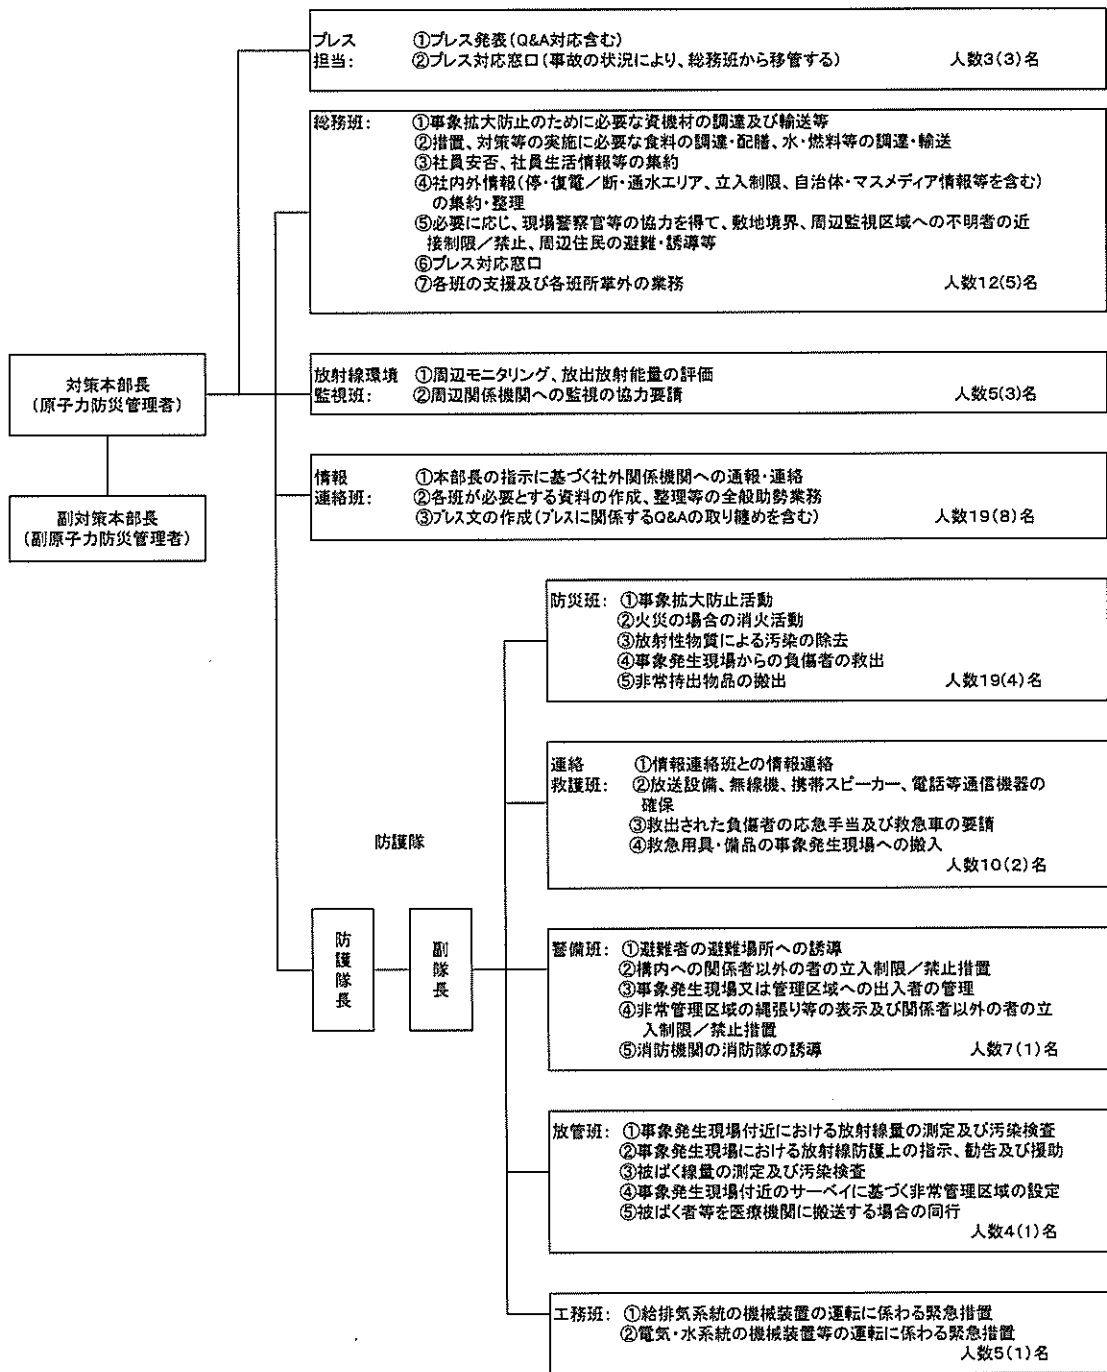 プレス ①プレス発表(Q&A対応含む)
担当: ②プレス対応窓口(事故の状況により、総務班から移管する) 人数3(3)名
総務班: ①事象拡大防止のために必要な資機材の調達及び輸送等
②措置、対策等の実施に必要な食料の調達・配膳、水・燃料等の調達・輸送
③社員安否、社員生活情報等の集約
④社内外情報(停・復電/断・通水エリア、立入制限、自治体・マスメディア情報等を含む)
の集約・整理
⑤必要に応じ、現場警察官等の協力を得て、敷地境界、周辺監視区域への不明者の近
接制限/禁止、周辺住民の避難・誘導等
⑥プレス対応窓口
⑦各班の支援及び各班所掌外の業務 人数12(5)名
対策本部長
(原子力防災管理者)
副対策本部長
(副原子力防災管理者)
放射線環境 ①周辺モニタリング、放出放射能量の評価
監視班: ②周辺関係機関への監視の協力要請 人数5(3)名
情報 ①本部長の指示に基づく社外関係機関への通報・連絡
連絡班: ②各班が必要とする資料の作成、整理等の全般助勢業務
③プレス文の作成(プレスに関係するQ&Aの取り纏めを含む) 人数19(8)名
防災班: ①事象拡大防止活動
②火災の場合の消火活動
③放射性物質による汚染の除去
④事象発生現場からの負傷者の救出
⑤非常持出物品の搬出 人数19(4)名
連絡 ①情報連絡班との情報連絡
救護班: ②放送設備、無線機、携帯スピーカー、電話等通信機器の
確保
③救出された負傷者の応急手当及び救急車の要請
④救急用具・備品の事象発生現場への搬入
人数10(2)名
防護隊
防護隊長
副隊長
警備班: ①避難者の避難場所への誘導
②構内への関係者以外の者の立入制限/禁止措置
③事象発生現場又は管理区域への出入者の管理
④非常管理区域の縄張り等の表示及び関係者以外の者の立
入制限/禁止措置
⑤消防機関の消防隊の誘導 人数7(1)名
放管班: ①事象発生現場付近における放射線量の測定及び汚染検査
②事象発生現場における放射線防護上の指示、勧告及び援助
③被ばく線量の測定及び汚染検査
④事象発生現場付近のサーベイに基づく非常管理区域の設定
⑤被ばく者等を医療機関に搬送する場合の同行
人数4(1)名
工務班: ①給排気系統の機械装置の運転に係わる緊急措置
②電気・水系統の機械装置等の運転に係わる緊急措置
人数5(1)名